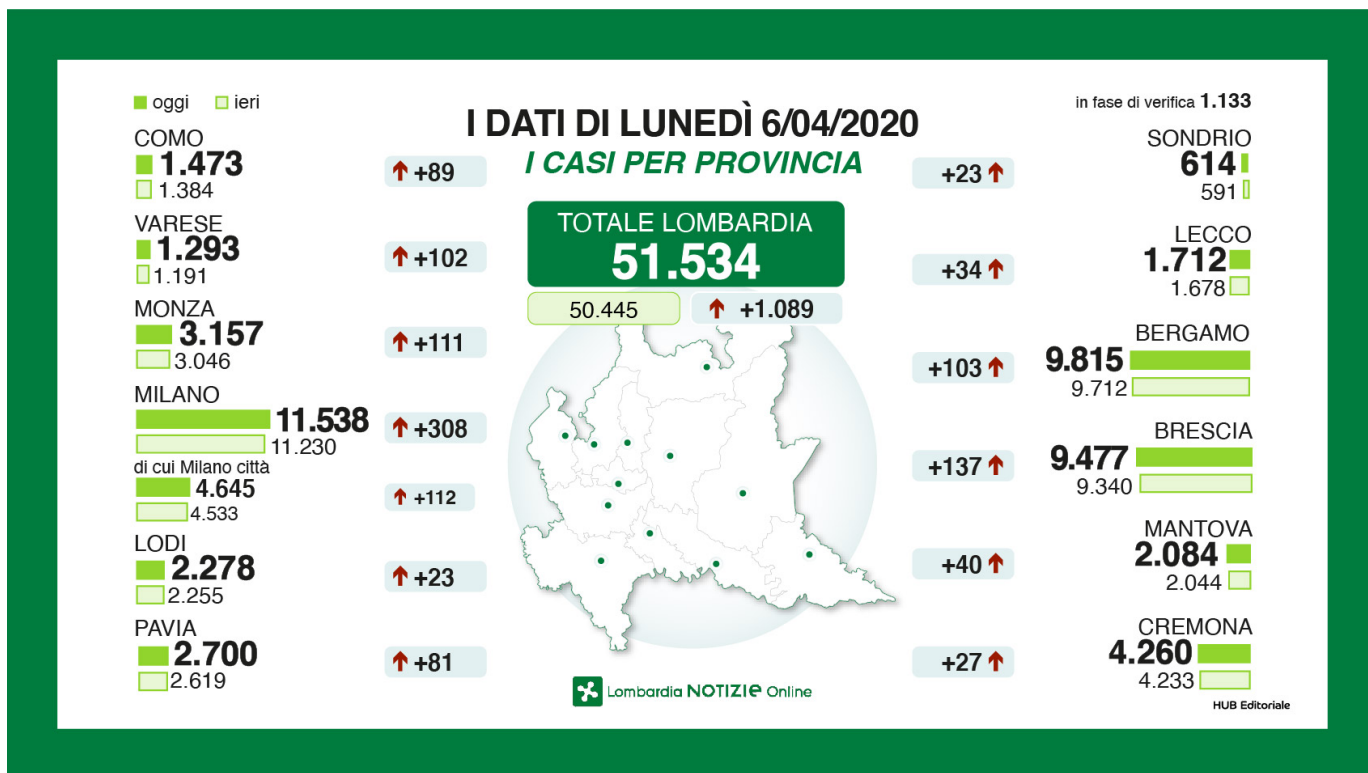 oggi ieri
I DATI DI LUNEDÌ 6/04/2020
I CASI PER PROVINCIA
TOTALE LOMBARDIA
51.534
50.445 +1.089
COMO
1.473
1.384
+89
VARESE
1.293
1.191
+102
MONZA
3.157
3.046
+111
MILANO
11.538
11.230
+308
di cui Milano città
4.645
4.533
+112
LODI
2.278
2.255
+23
PAVIA
2.700
2.619
+81
in fase di verifica 1.133
SONDRIO
614
591
+23
LECCO
1.712
1.678
+34
BERGAMO
9.815
9.712
+103
BRESCIA
9.477
9.340
+137
MANTOVA
2.084
2.044
+40
CREMONA
4.260
4.233
+27
Lombardia NOTIZIE Online
HUB Editoriale